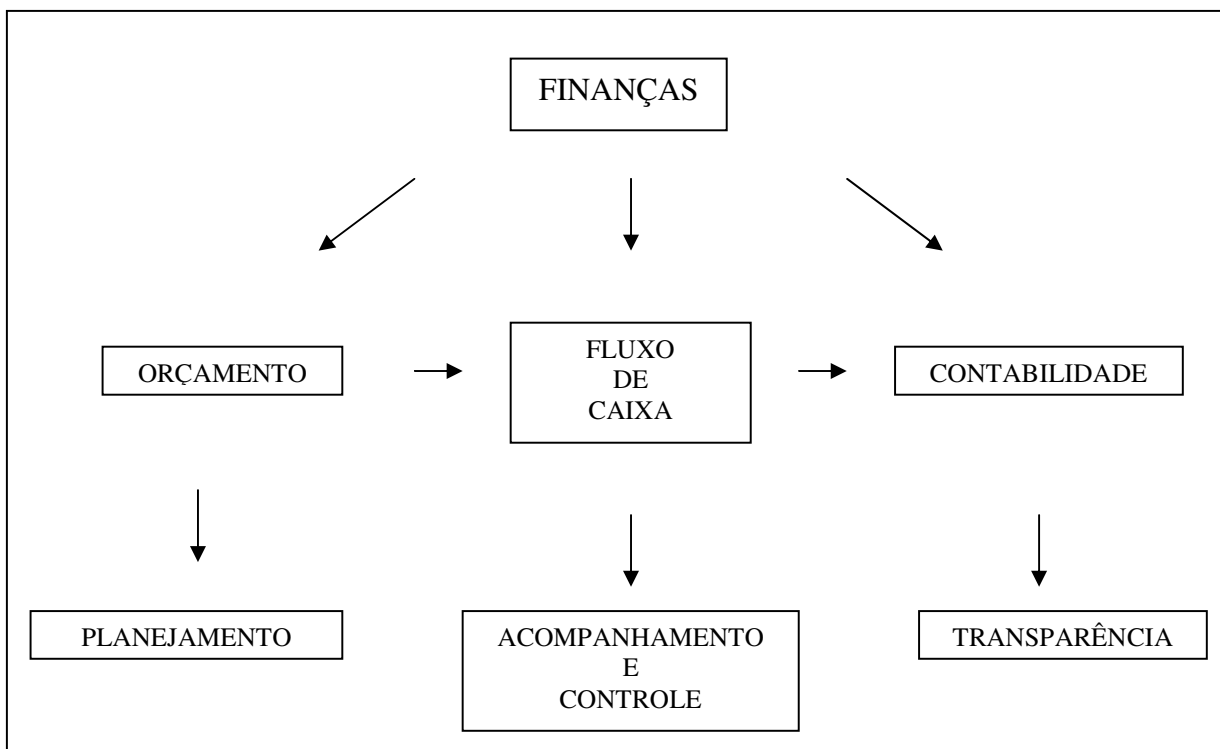 FINANÇAS
ORÇAMENTO
FLUXO
DE
CAIXA
CONTABILIDADE
PLANEJAMENTO
ACOMPANHAMENTO
E
CONTROLE
TRANSPARÊNCIA